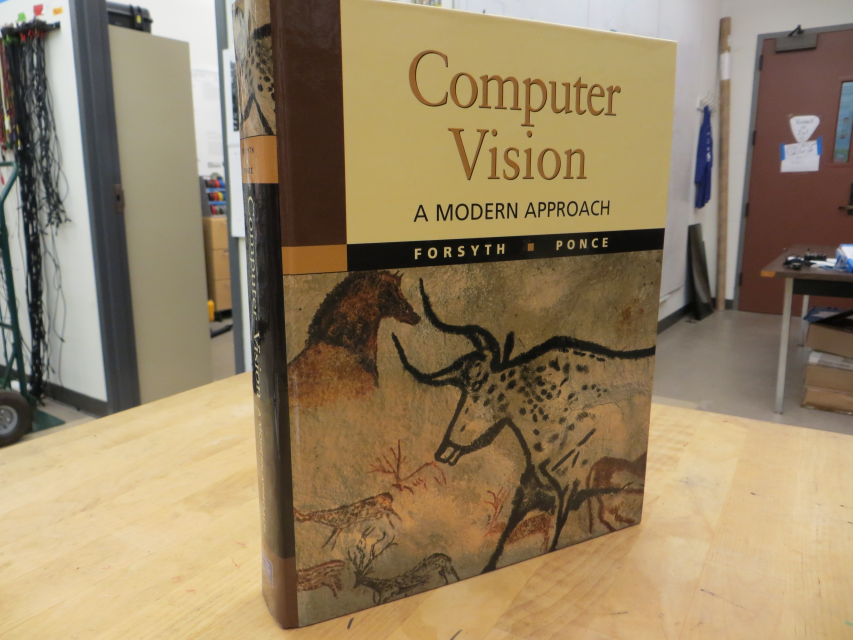 Computer
Vision
A MODERN APPROACH
FORSYTH ▪ PONCE
Computer Vision